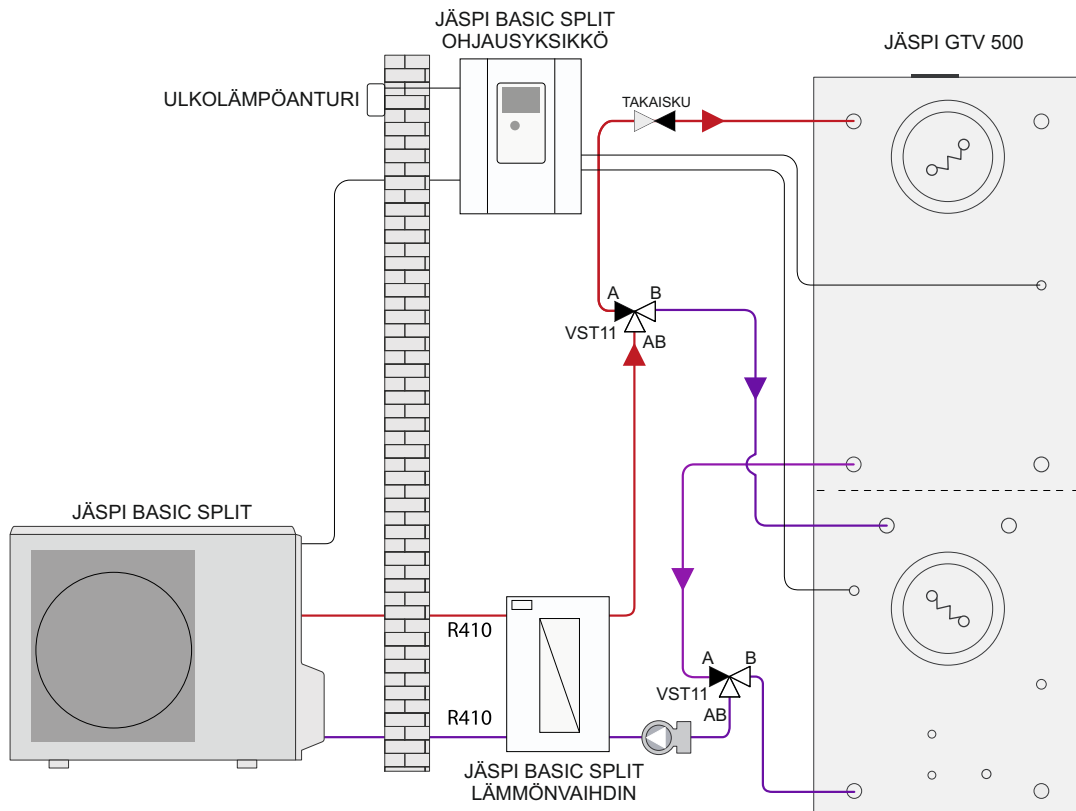 JÄSPI BASIC SPLIT
OHJAUSYKSIKKÖ
JÄSPI GTV 500
ULKOLÄMPÖANTURI
TAKAISKU
A
B
VST11
AB
JÄSPI BASIC SPLIT
R410
A
B
VST11
R410
AB
JÄSPI BASIC SPLIT
LÄMMÖNVAIHDIN